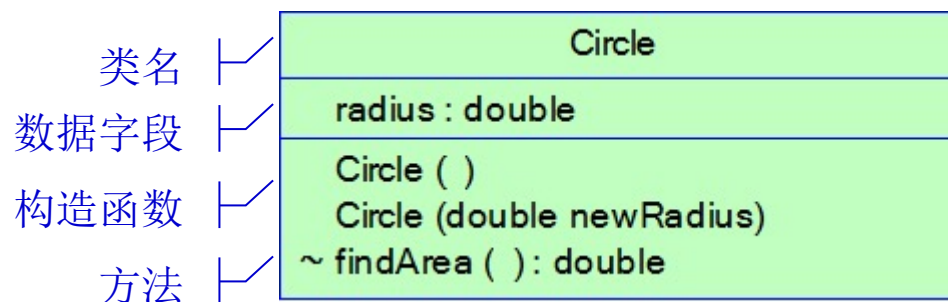 Circle
类名
radius : double
数据字段
Circle ( )
构造函数
Circle (double newRadius)
~ findArea ( ) : double
方法